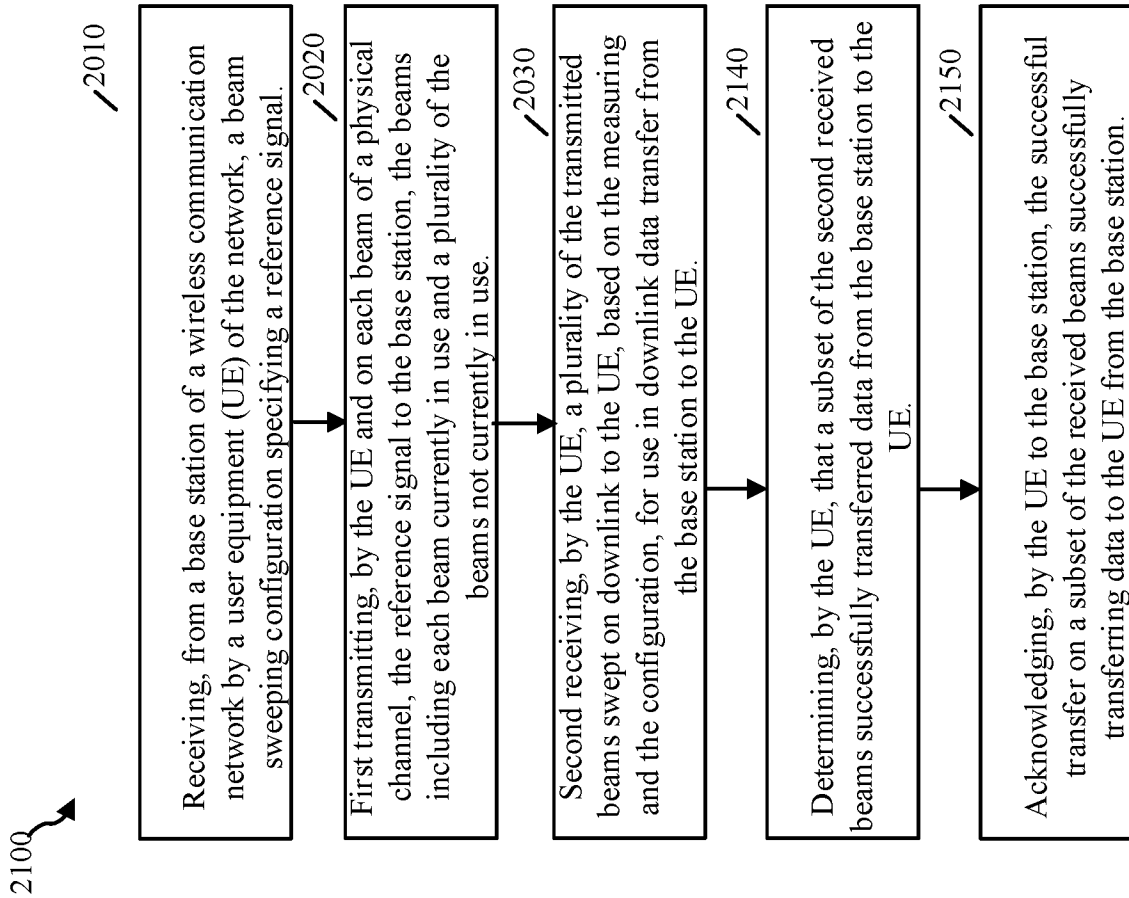 2100
2010
Receiving, from a base station of a wireless communication
network by a user equipment (UE) of the network, a beam
sweeping configuration specifying a reference signal.
2020
First transmitting, by the UE and on each beam of a physical
channel, the reference signal to the base station, the beams
including each beam currently in use and a plurality of the
beams not currently in use.
2030
Second receiving, by the UE, a plurality of the transmitted
beams swept on downlink to the UE, based on the measuring
and the configuration, for use in downlink data transfer from
the base station to the UE.
2140
Determining, by the UE, that a subset of the second received
beams successfully transferred data from the base station to the
UE.
2150
Acknowledging, by the UE to the base station, the successful
transfer on a subset of the received beams successfully
transferring data to the UE from the base station.